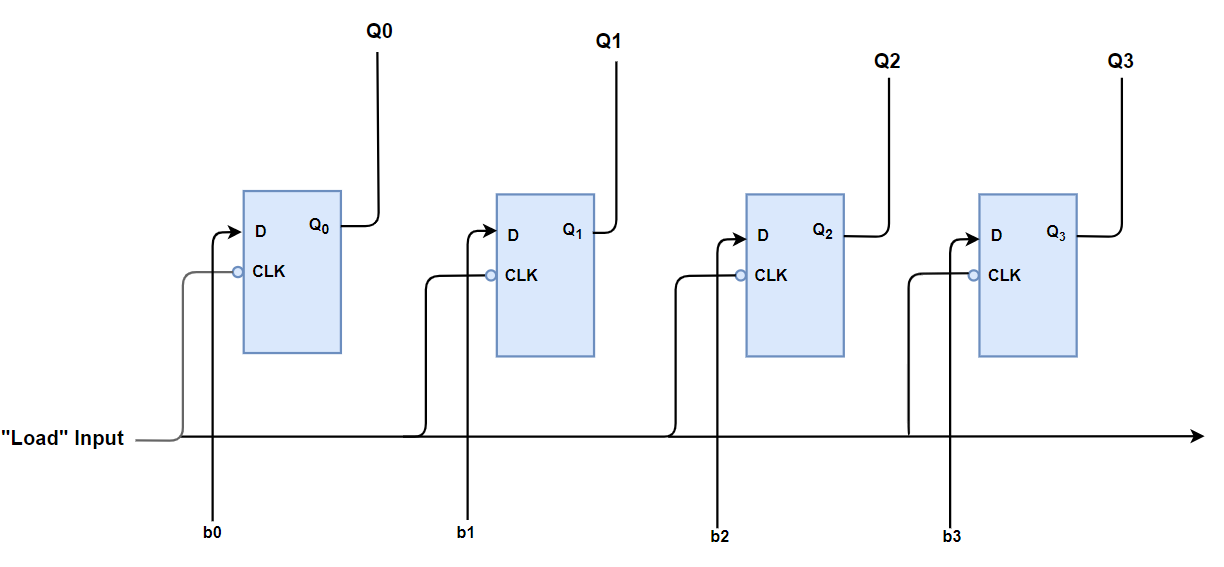 Q0
Q1
Q2
Q3
D
Q0
CLK
D
Q1
CLK
D
Q2
CLK
D
Q3
CLK
"Load" Input
b0
b1
b2
b3